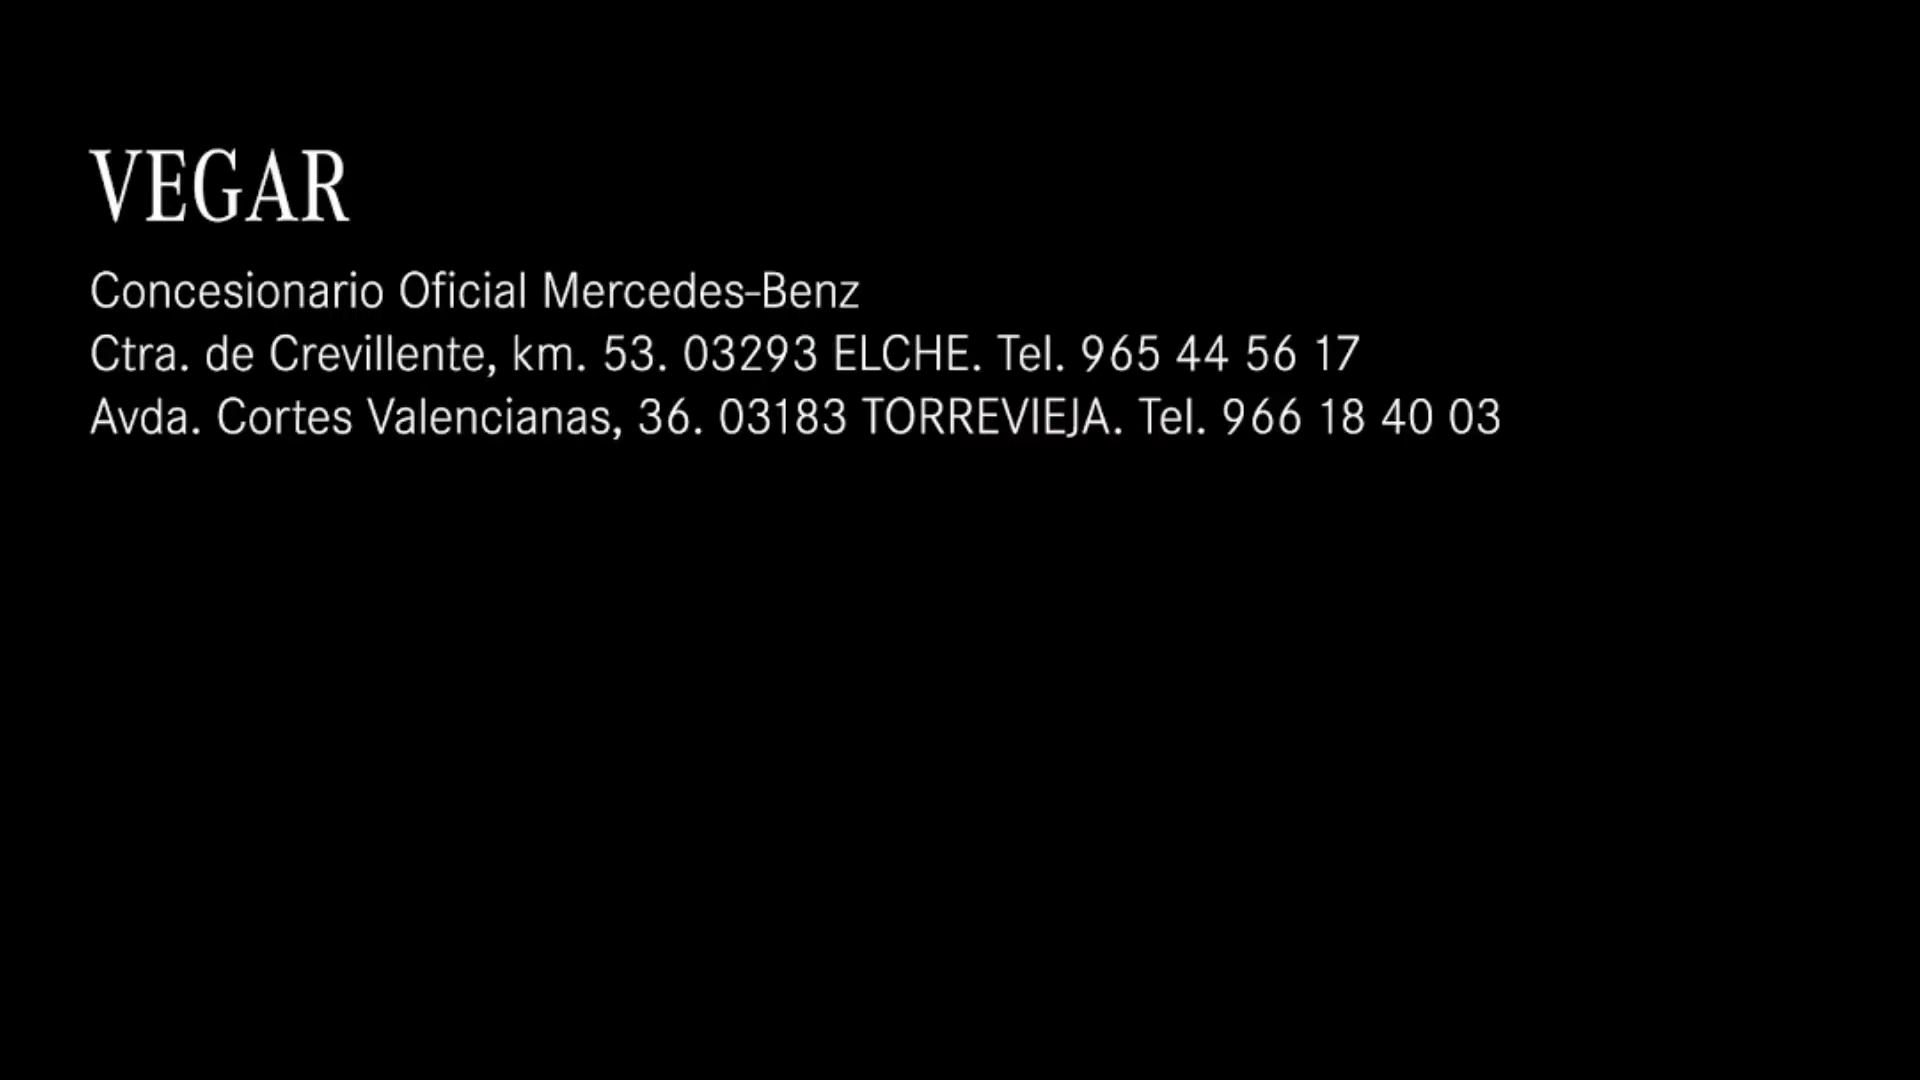 VEGAR
Concesionario Oficial Mercedes-Benz
Ctra. de Crevillente, km. 53. 03293 ELCHE. Tel. 965 44 56 17
Avda. Cortes Valencianas, 36. 03183 TORREVIEJA. Tel. 966 18 40 03